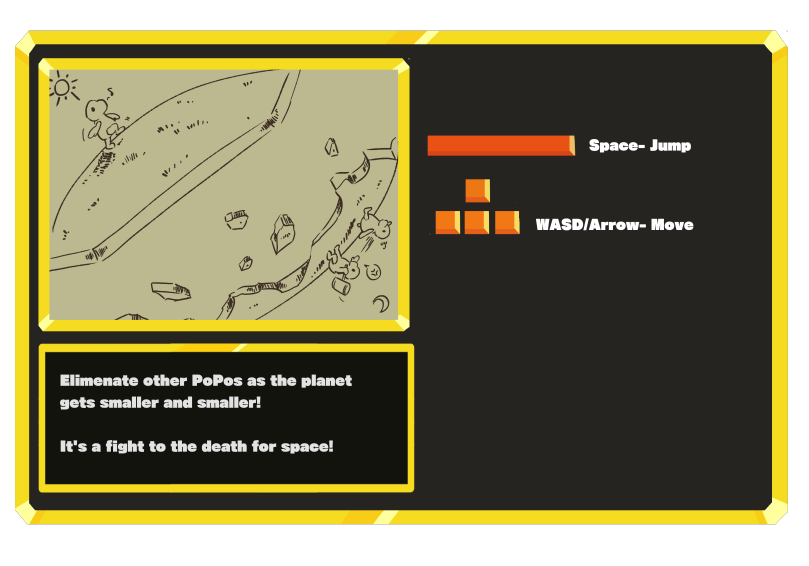 Space- Jump
WASD/Arrow- Move
Elimenate other PoPos as the planet
gets smaller and smaller!
It's a fight to the death for space!